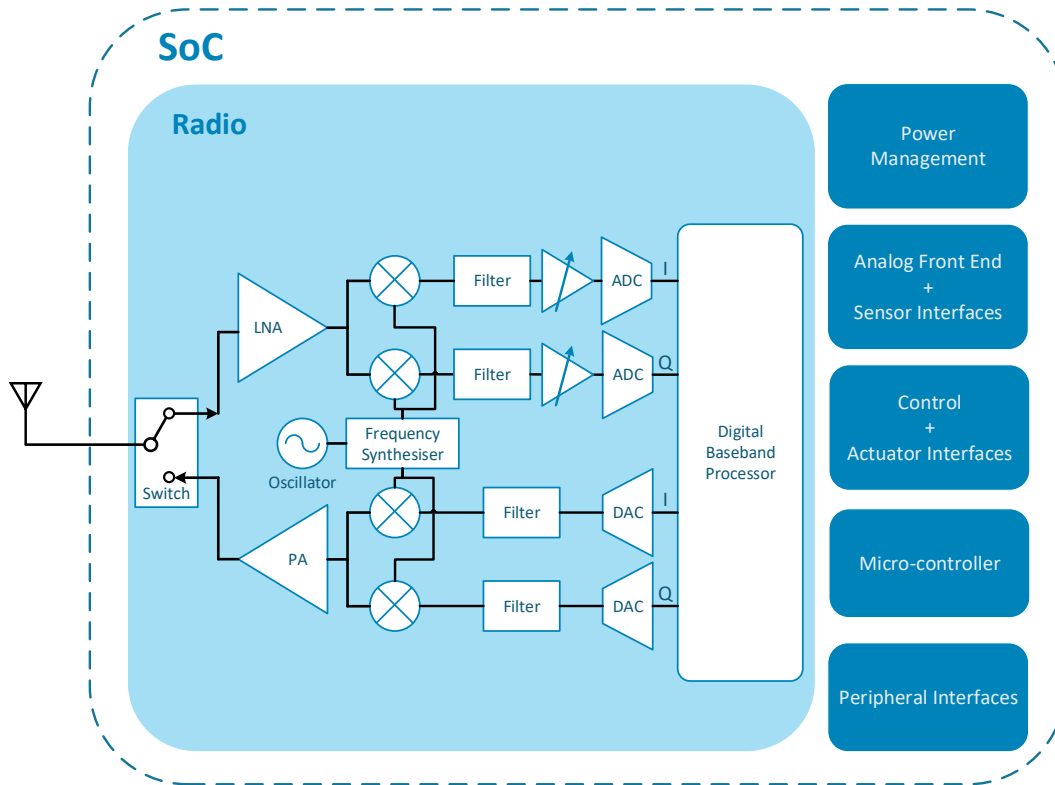 SoC
Radio
LNA
Filter
ADC
I
Filter
ADC
Q
Switch
Oscillator
Frequency
Synthesiser
PA
Filter
DAC
I
Filter
DAC
Q
Digital
Baseband
Processor
Power
Management
Analog Front End
+
Sensor Interfaces
Control
+
Actuator Interfaces
Micro-controller
Peripheral Interfaces